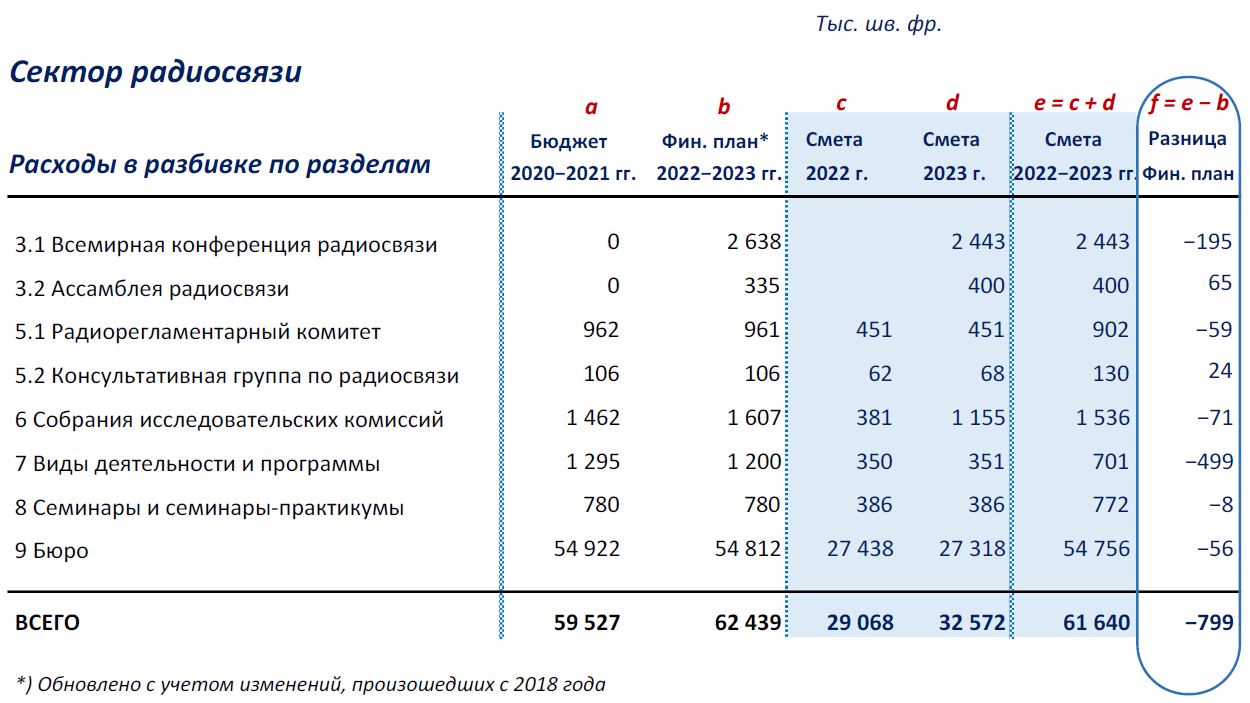 Тыс. шв. фр.
Сектор радиосвязи
a b c d e = c + d f = e − b
Бюджет Фин. план* Смета Смета Смета Разница
Расходы в разбивке по разделам 2020−2021 гг. 2022−2023 гг. 2022 г. 2023 г. 2022−2023 гг. Фин. план
3.1 Всемирная конференция радиосвязи 0 2 638 2 443 2 443 −195
3.2 Ассамблея радиосвязи 0 335 400 400 65
5.1 Радиорегламентарный комитет 962 961 451 451 902 −59
5.2 Консультативная группа по радиосвязи 106 106 62 68 130 24
6 Собрания исследовательских комиссий 1 462 1 607 381 1 155 1 536 −71
7 Виды деятельности и программы 1 295 1 200 350 351 701 −499
8 Семинары и семинары-практикумы 780 780 386 386 772 −8
9 Бюро 54 922 54 812 27 438 27 318 54 756 −56
ВСЕГО 59 527 62 439 29 068 32 572 61 640 −799
*) Обновлено с учетом изменений, произошедших с 2018 года